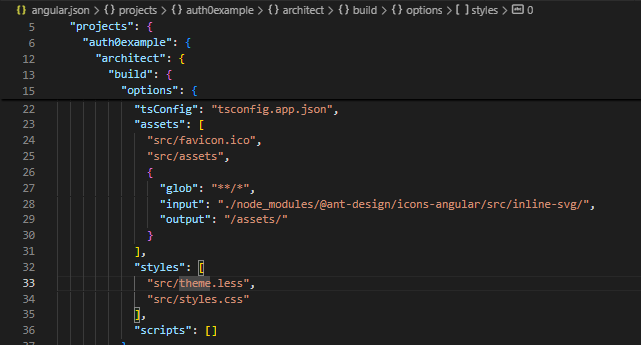 angular.json > {} projects > {} auth0example > {} architect > {} build > {} options > [ ] styles > 0
5 "projects": {
6 "auth0example": {
12 "architect": {
13 "build": {
15 "options": {
22 "tsConfig": "tsconfig.app.json",
23 "assets": [
24 "src/favicon.ico",
25 "src/assets",
26 {
27 "glob": "**/*",
28 "input": "./node_modules/@ant-design/icons-angular/src/inline-svg/",
29 "output": "/assets/"
30 }
31 ],
32 "styles": [
33 "src/theme.less",
34 "src/styles.css"
35 ],
36 "scripts": []
37 }